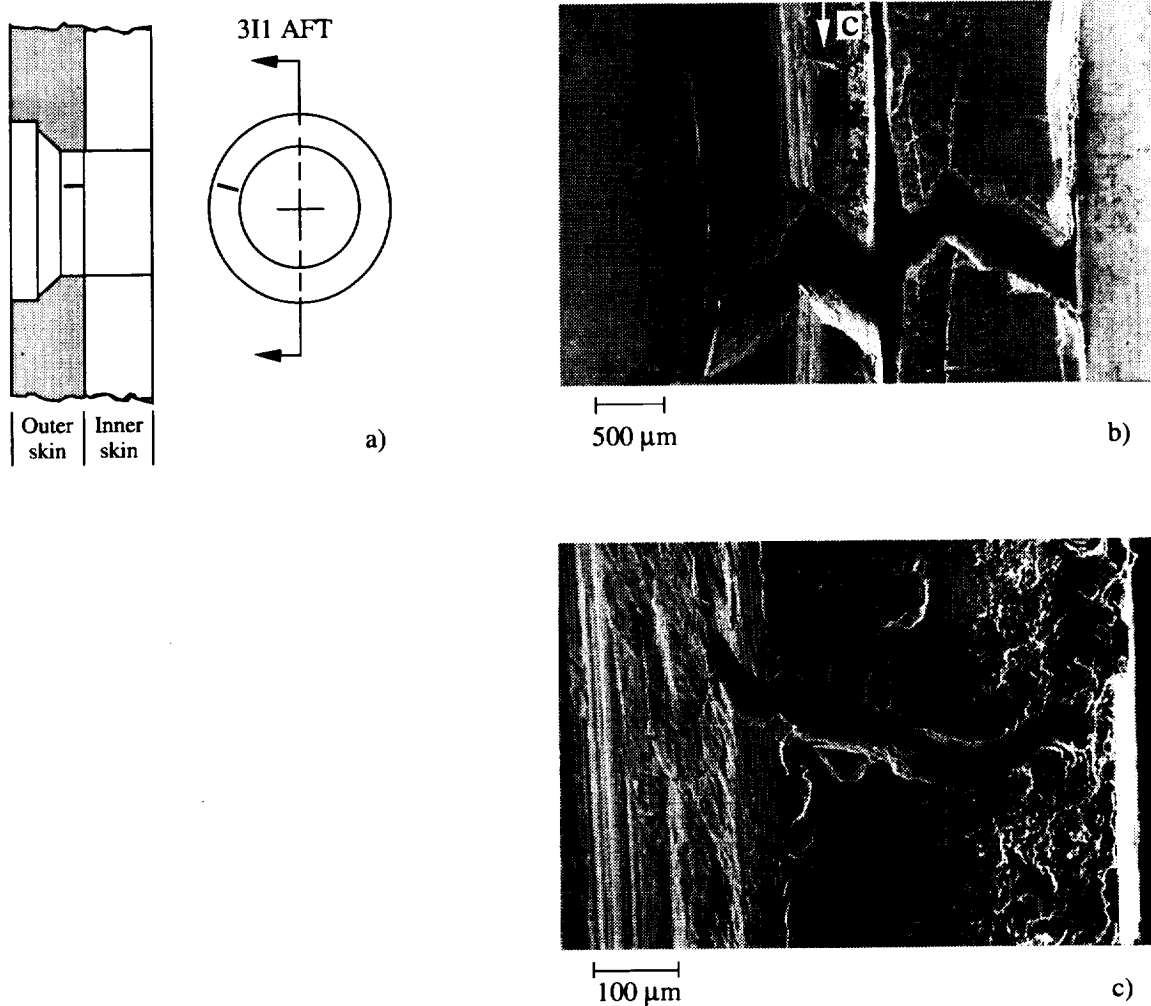 3I1 AFT
Outer skin
Inner skin
a)
C
500 μm
b)
100 μm
c)